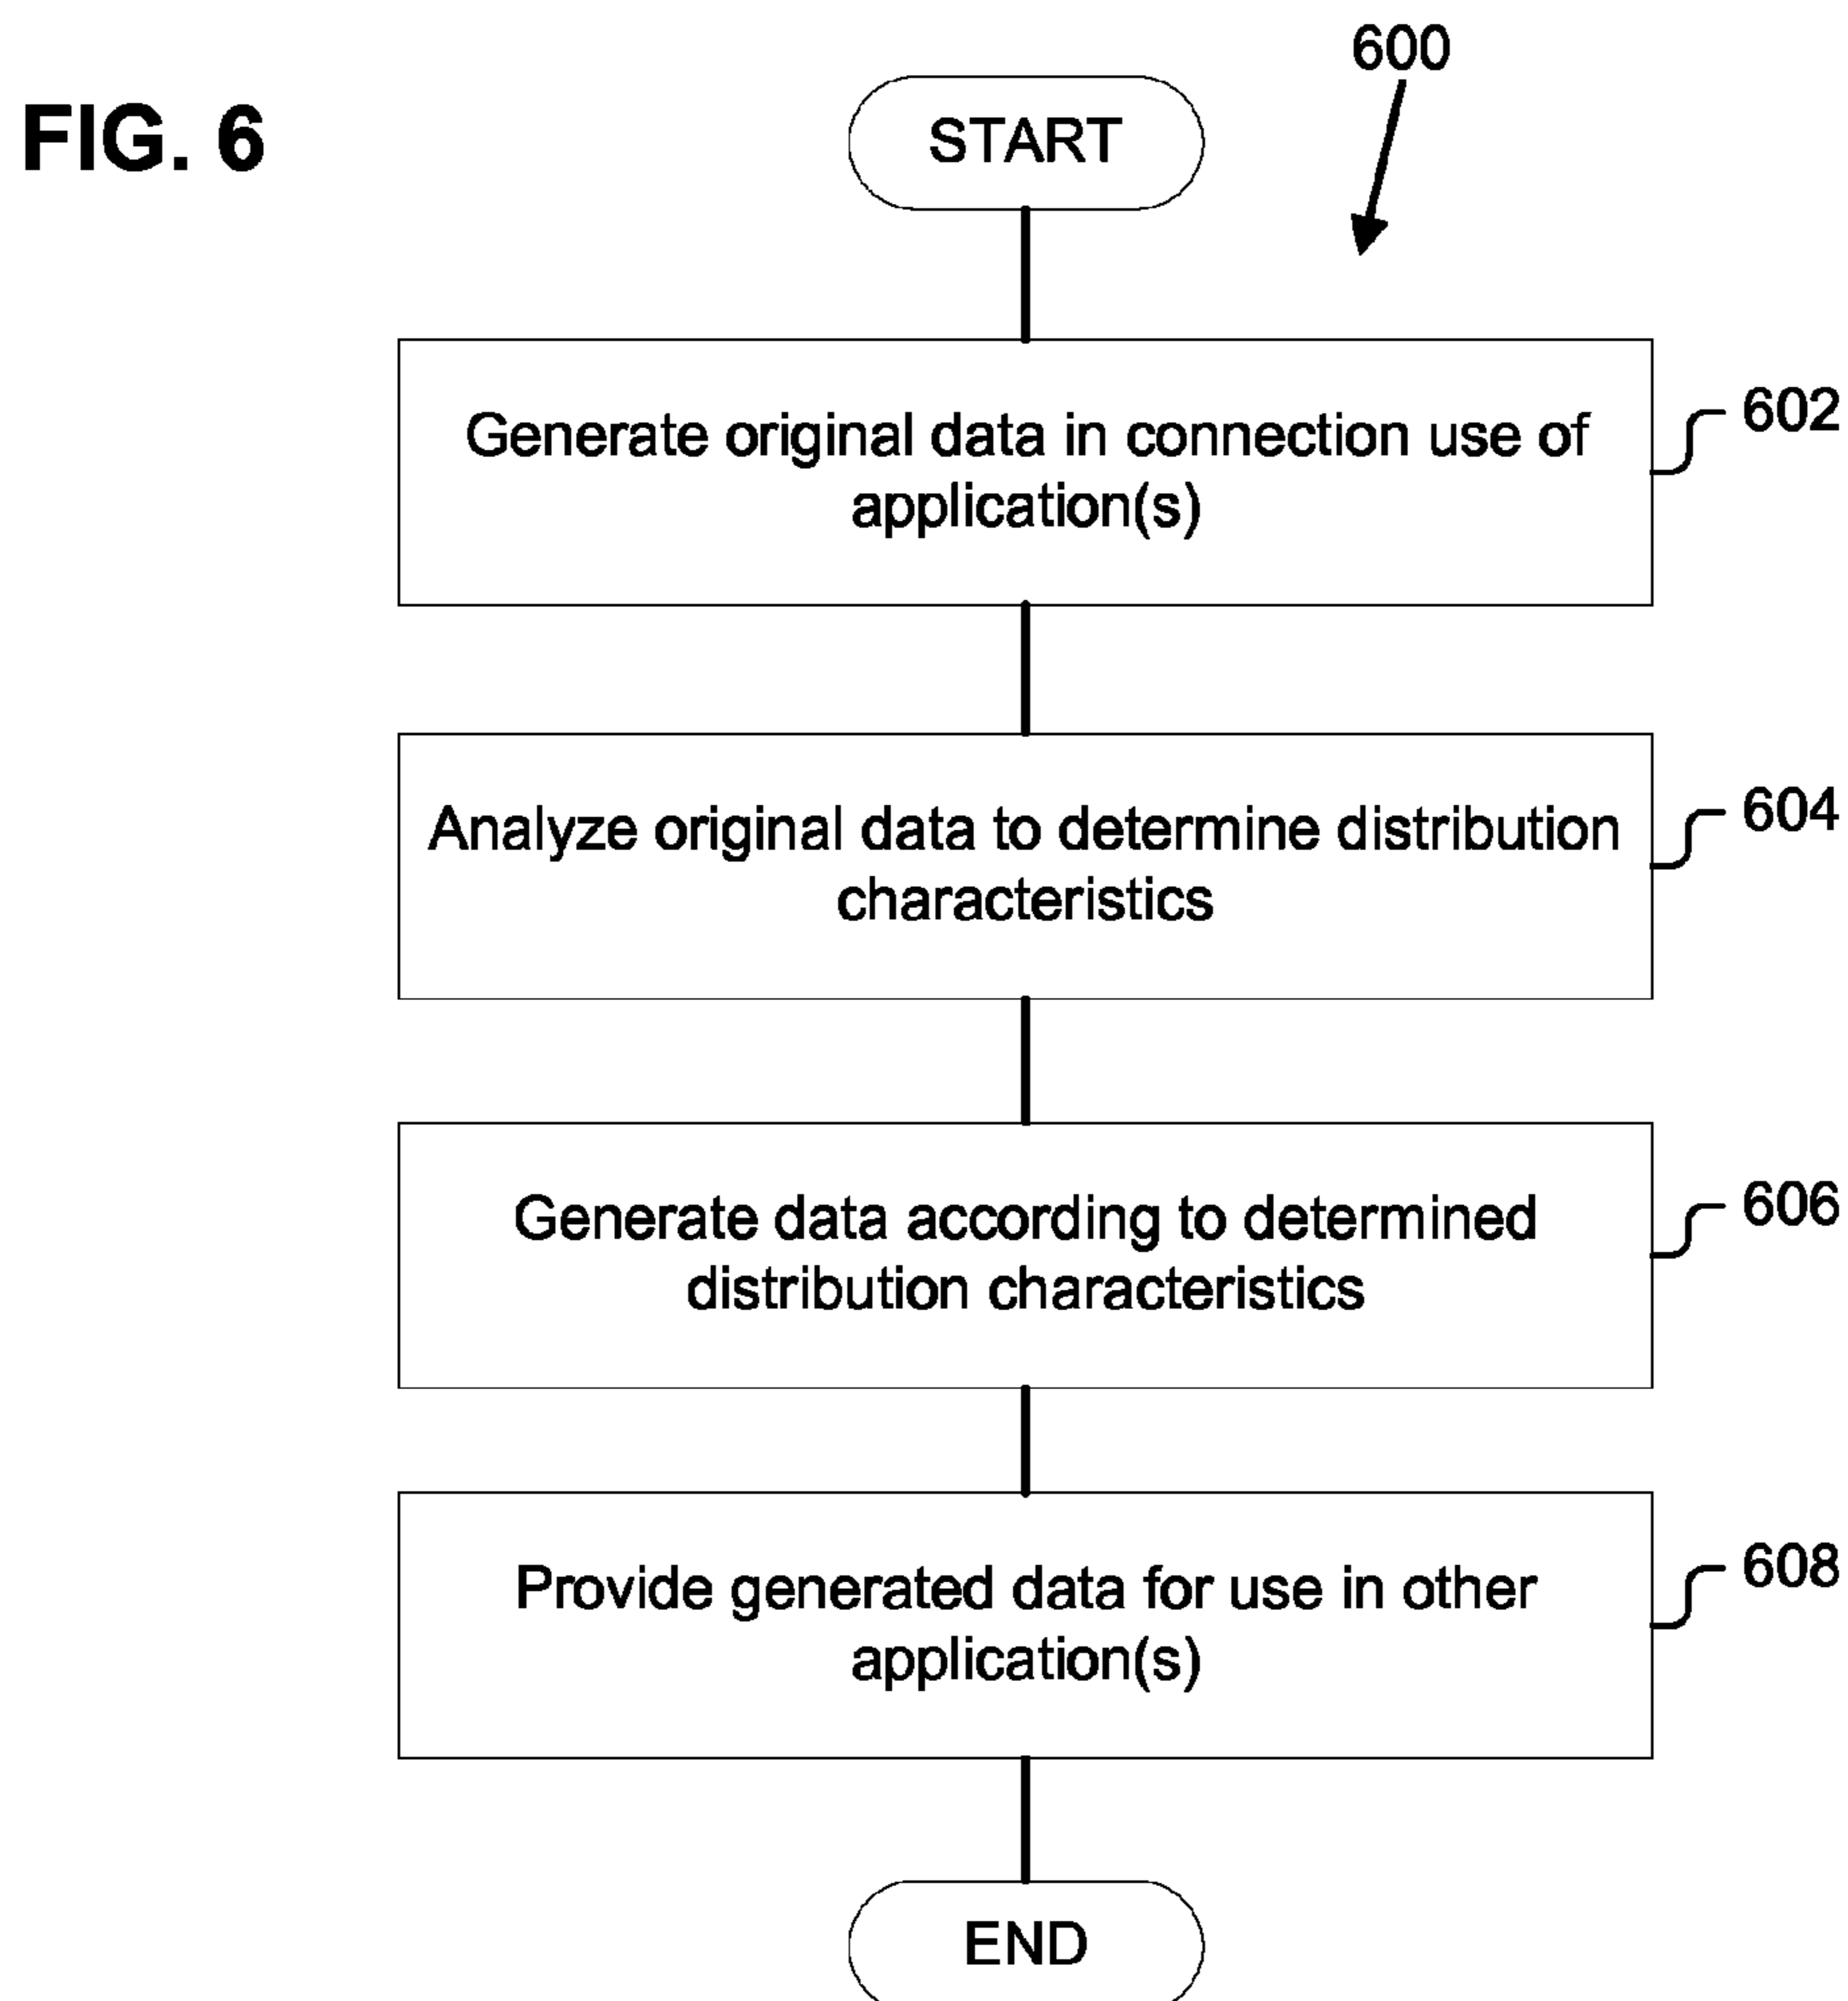 FIG. 6
600
START
Generate original data in connection use of
application(s)
602
Analyze original data to determine distribution
characteristics
604
Generate data according to determined
distribution characteristics
606
Provide generated data for use in other
application(s)
608
END